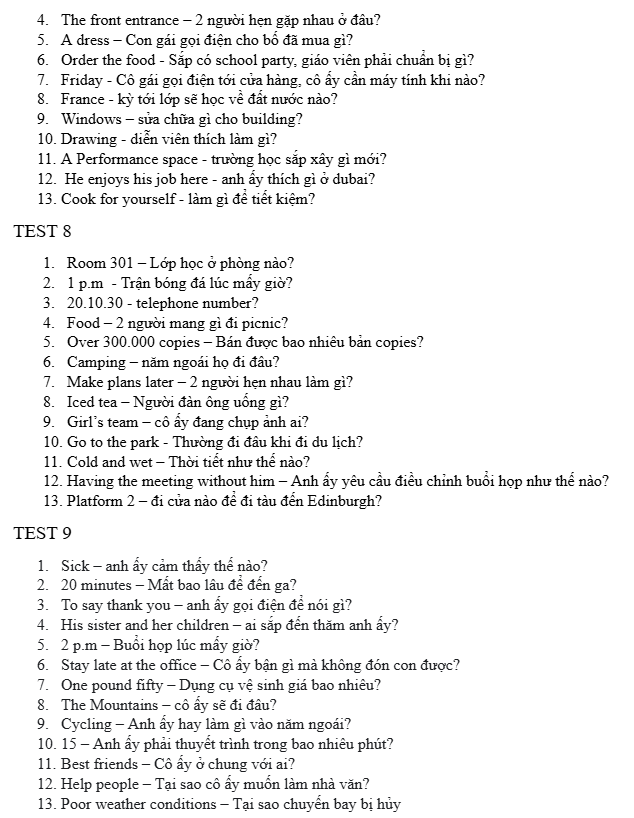 4. The front entrance – 2 người hẹn gặp nhau ở đâu?
5. A dress – Con gái gọi điện cho bố đã mua gì?
6. Order the food - Sắp có school party, giáo viên phải chuẩn bị gì?
7. Friday - Cô gái gọi điện tới cửa hàng, cô ấy cần máy tính khi nào?
8. France - kỳ tới lớp sẽ học về đất nước nào?
9. Windows – sửa chữa gì cho building?
10. Drawing - diễn viên thích làm gì?
11. A Performance space - trường học sắp xây gì mới?
12. He enjoys his job here - anh ấy thích gì ở dubai?
13. Cook for yourself - làm gì để tiết kiệm?
TEST 8
1. Room 301 – Lớp học ở phòng nào?
2. 1 p.m - Trận bóng đá lúc mấy giờ?
3. 20.10.30 - telephone number?
4. Food – 2 người mang gì đi picnic?
5. Over 300.000 copies – Bán được bao nhiêu bản copies?
6. Camping – năm ngoái họ đi đâu?
7. Make plans later – 2 người hẹn nhau làm gì?
8. Iced tea – Người đàn ông uống gì?
9. Girl's team – cô ấy đang chụp ảnh ai?
10. Go to the park - Thường đi đâu khi đi du lịch?
11. Cold and wet – Thời tiết như thế nào?
12. Having the meeting without him – Anh ấy yêu cầu điều chỉnh buổi họp như thế nào?
13. Platform 2 – đi cửa nào để đi tàu đến Edinburgh?
TEST 9
1. Sick – anh ấy cảm thấy thế nào?
2. 20 minutes – Mất bao lâu để đến ga?
3. To say thank you – anh ấy gọi điện để nói gì?
4. His sister and her children – ai sắp đến thăm anh ấy?
5. 2 p.m – Buổi họp lúc mấy giờ?
6. Stay late at the office – Cô ấy bận gì mà không đón con được?
7. One pound fifty – Dụng cụ vệ sinh giá bao nhiêu?
8. The Mountains – cô ấy sẽ đi đâu?
9. Cycling – Anh ấy hay làm gì vào năm ngoái?
10. 15 – Anh ấy phải thuyết trình trong bao nhiêu phút?
11. Best friends – Cô ấy ở chung với ai?
12. Help people – Tại sao cô ấy muốn làm nhà văn?
13. Poor weather conditions – Tại sao chuyến bay bị hủy